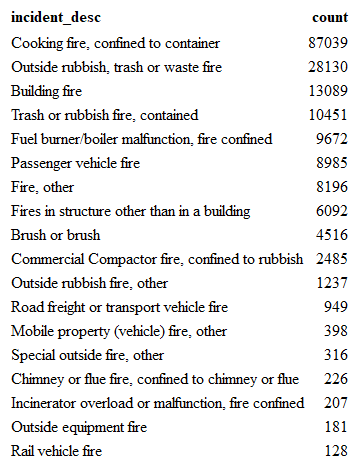 incident_desc count
Cooking fire, confined to container 87039
Outside rubbish, trash or waste fire 28130
Building fire 13089
Trash or rubbish fire, contained 10451
Fuel burner/boiler malfunction, fire confined 9672
Passenger vehicle fire 8985
Fire, other 8196
Fires in structure other than in a building 6092
Brush or brush 4516
Commercial Compactor fire, confined to rubbish 2485
Outside rubbish fire, other 1237
Road freight or transport vehicle fire 949
Mobile property (vehicle) fire, other 398
Special outside fire, other 316
Chimney or flue fire, confined to chimney or flue 226
Incinerator overload or malfunction, fire confined 207
Outside equipment fire 181
Rail vehicle fire 128